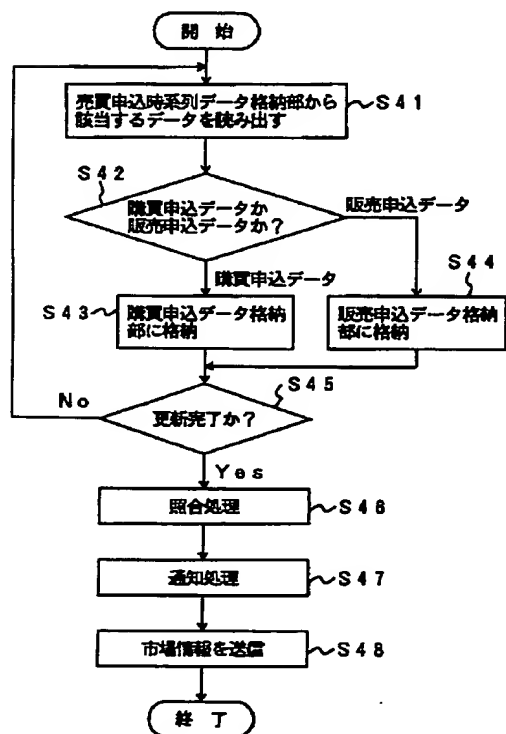 開 始
売買申込時系列データ格納部から
該当するデータを読み出す
S41
S42
購買申込データか
販売申込データか?
販売申込データ
購買申込データ
S44
S43
購買申込データ格納
部に格納
販売申込データ格納
部に格納
S45
No
更新完了か?
Yes
照合処理
S46
通知処理
S47
市場情報を送信
S48
終 了